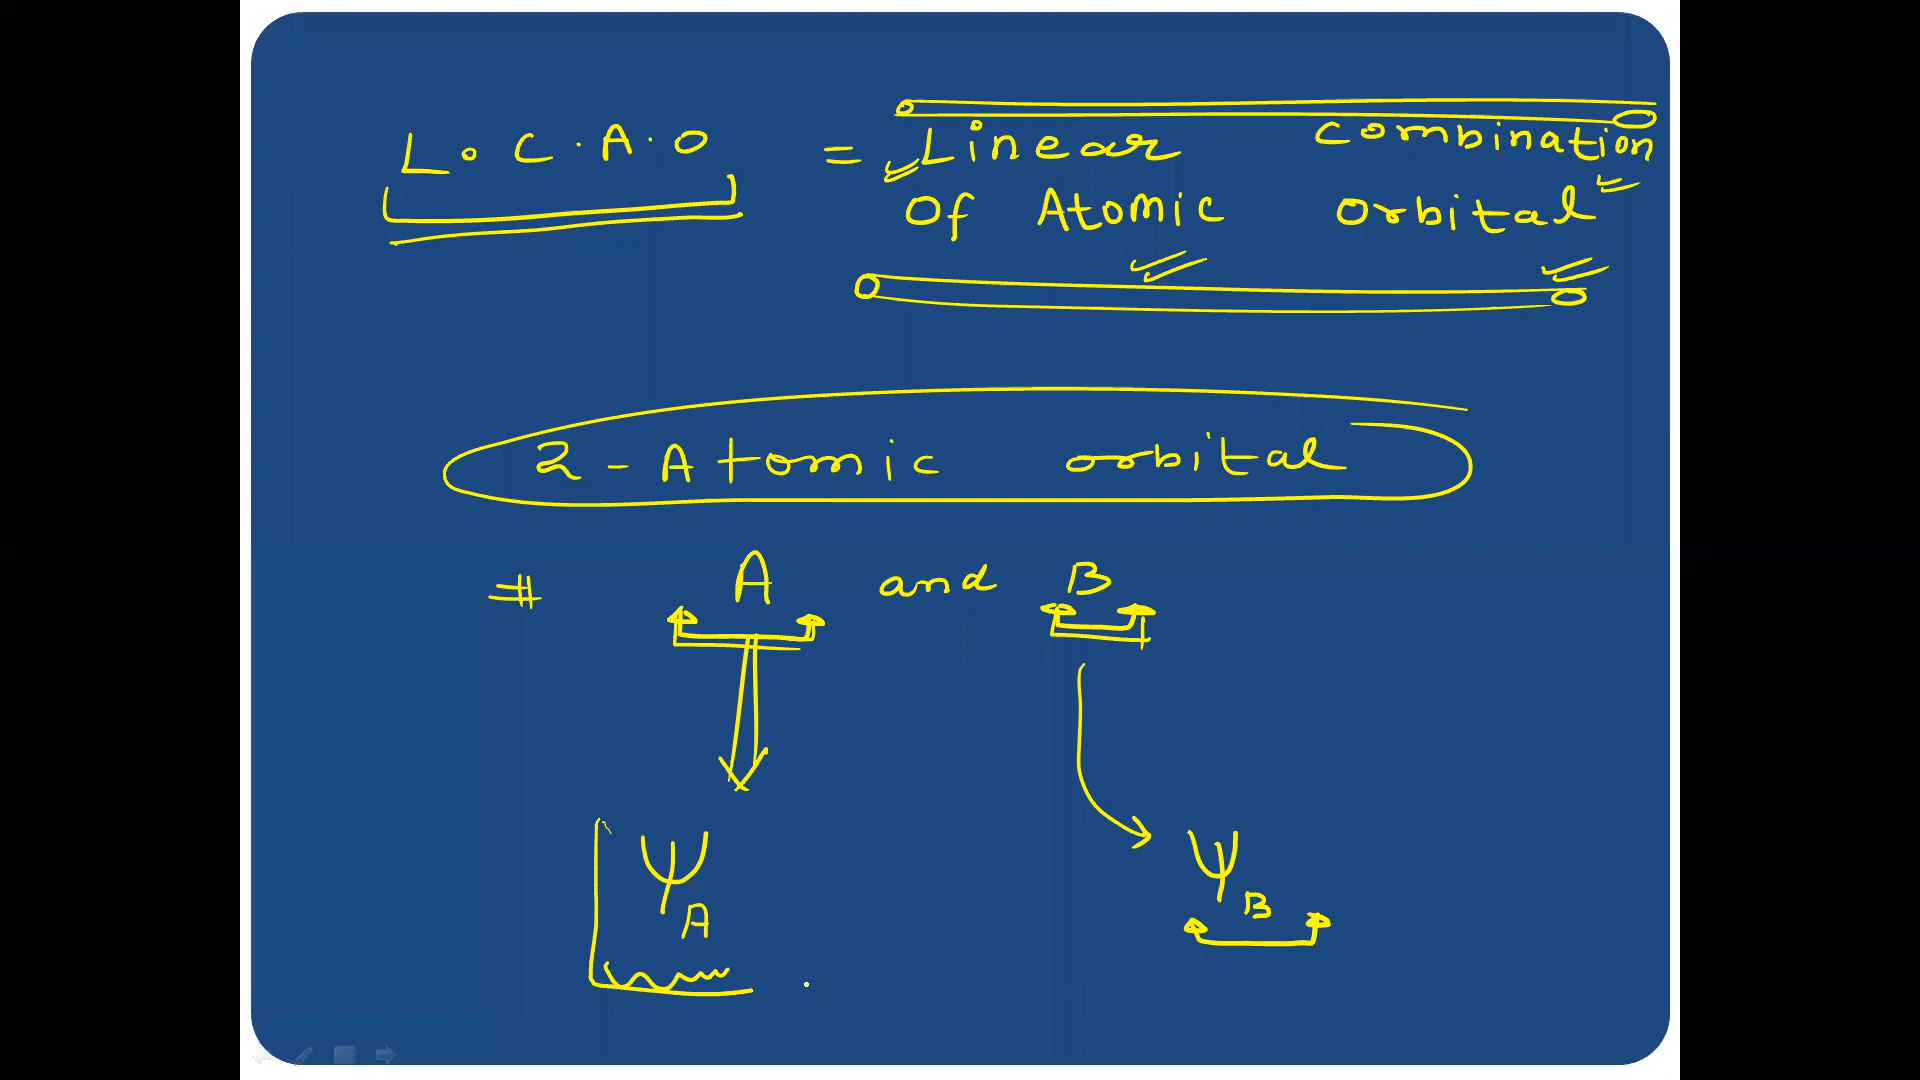 L. C. A. O = Linear Combination
Of Atomic orbital
2 - Atomic orbital
A and B
ψA ψB